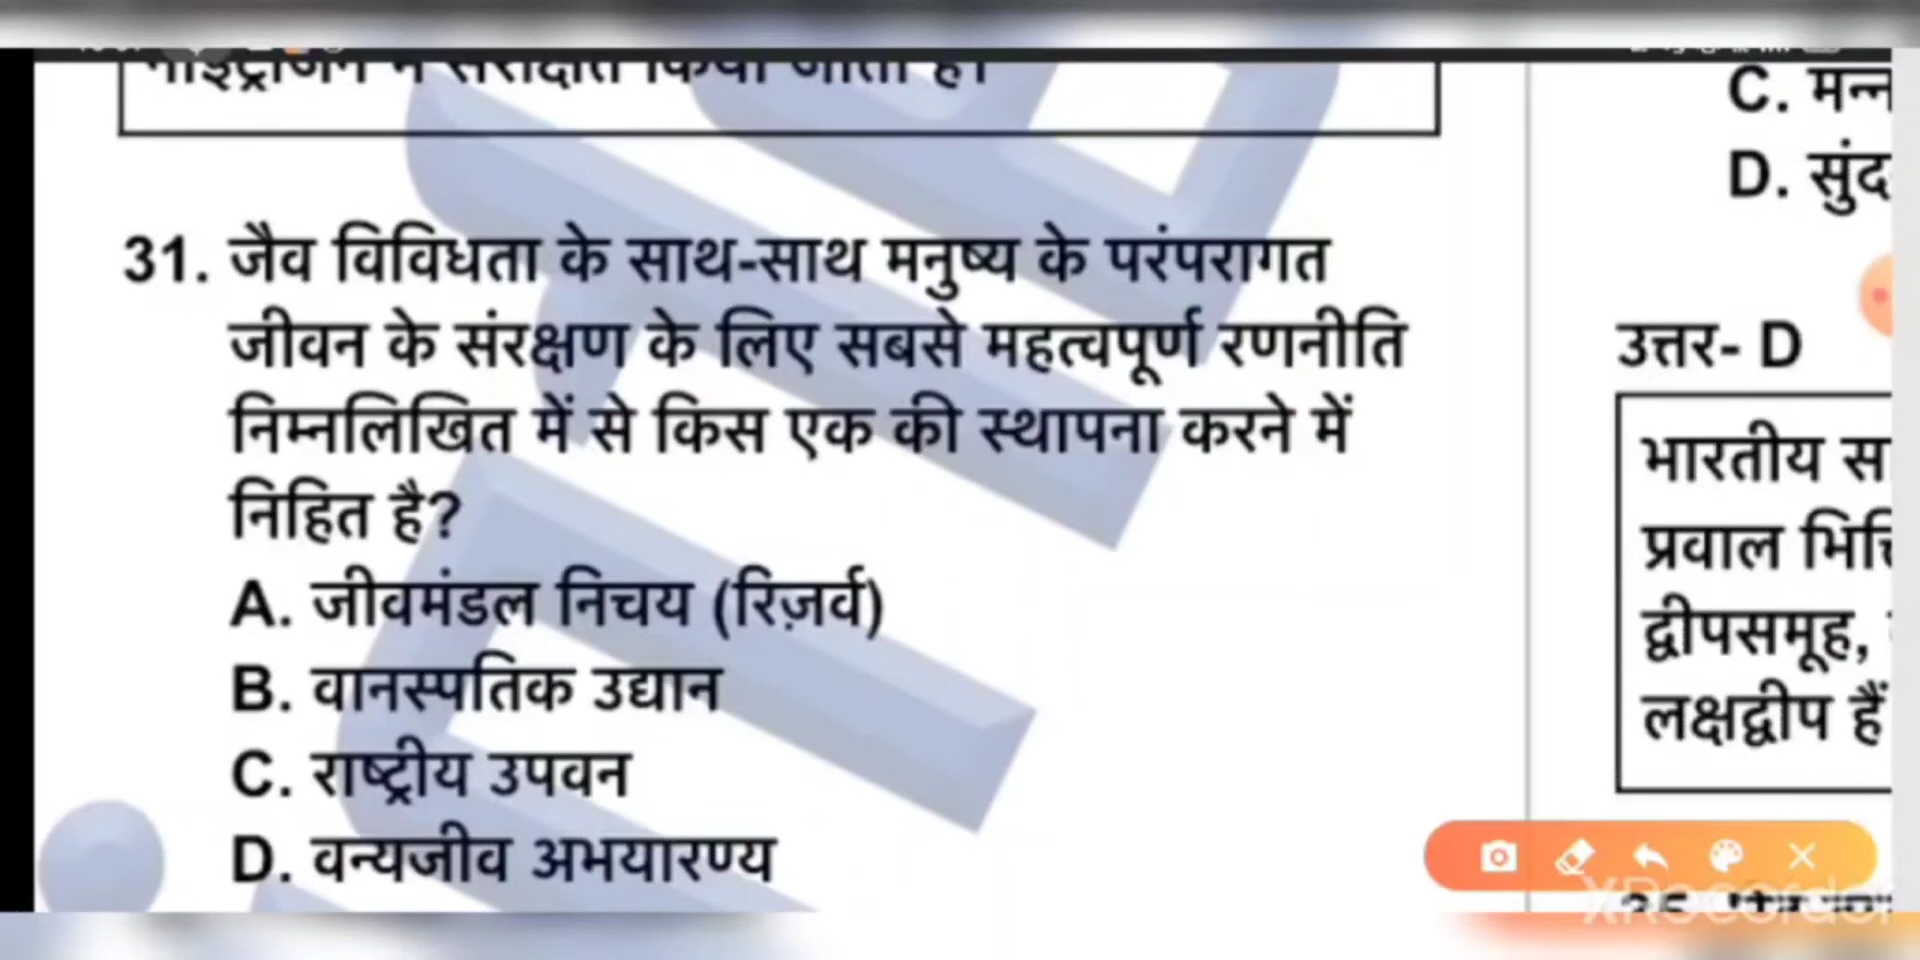 31. जैव विविधता के साथ-साथ मनुष्य के परंपरागत
जीवन के संरक्षण के लिए सबसे महत्वपूर्ण रणनीति
निम्नलिखित में से किस एक की स्थापना करने में
निहित है?
A. जीवमंडल निचय (रिज़र्व)
B. वानस्पतिक उद्यान
C. राष्ट्रीय उपवन
D. वन्यजीव अभयारण्य
C.
D.
उत्तर- D
भारतीय
प्रवाल
द्वीपसमूह,
लक्षद्वीप हैं
XRecorder